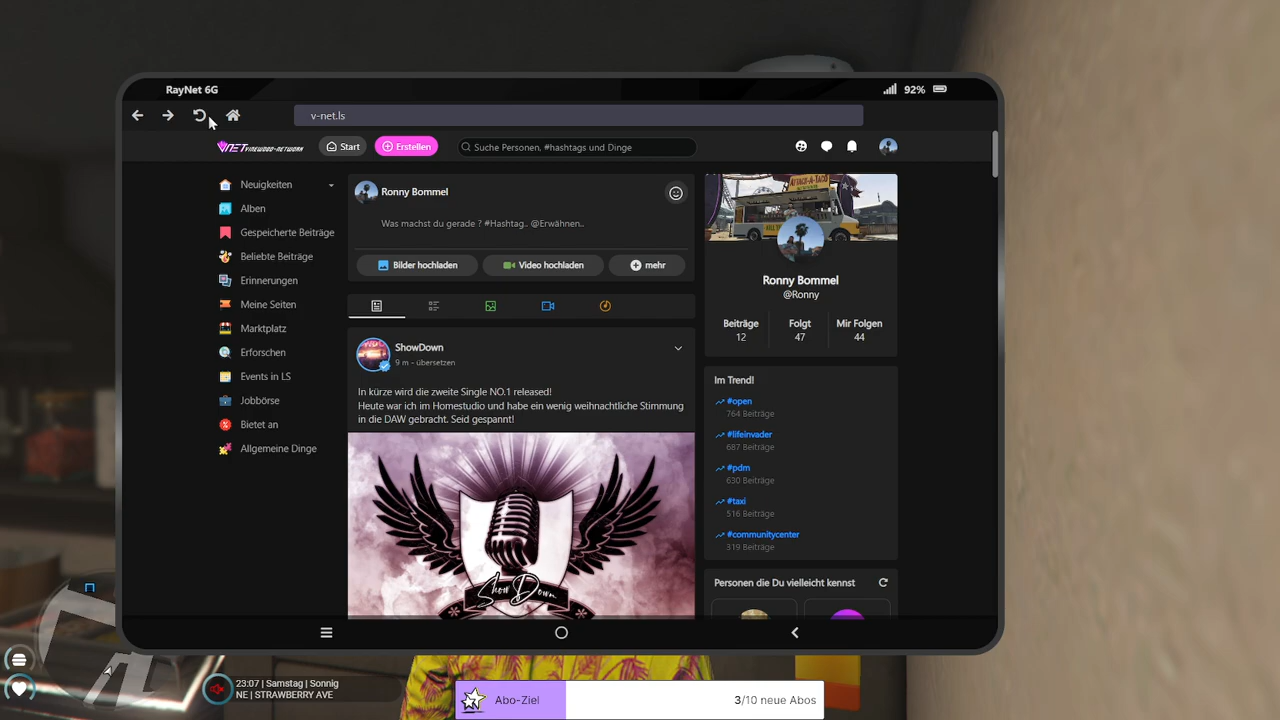 RayNet 6G
92%
v-net.ls
VNET VINEWOOD-NETWORK
Start
Erstellen
Suche Personen, #hashtags und Dinge
Neuigkeiten
Alben
Gespeicherte Beiträge
Beliebte Beiträge
Erinnerungen
Meine Seiten
Marktplatz
Erforschen
Events in LS
Jobbörse
Bietet an
Allgemeine Dinge
Ronny Bommel
Was machst du gerade ? #Hashtag.. @Erwähnen..
Bilder hochladen
Video hochladen
mehr
ShowDown
9 m - übersetzen
In kürze wird die zweite Single NO.1 released!
Heute war ich im Homestudio und habe ein wenig weihnachtliche Stimmung
in die DAW gebracht. Seid gespannt!
ShowDown
ATTACK-A-TACO
Ronny Bommel
@Ronny
Beiträge
12
Folgt
47
Mir Folgen
44
Im Trend!
#open
764 Beiträge
#lifeinvader
687 Beiträge
#pdm
630 Beiträge
#taxi
516 Beiträge
#communitycenter
319 Beiträge
Personen die Du vielleicht kennst
23:07 | Samstag | Sonnig
NE | STRAWBERRY AVE
Abo-Ziel
3/10 neue Abos